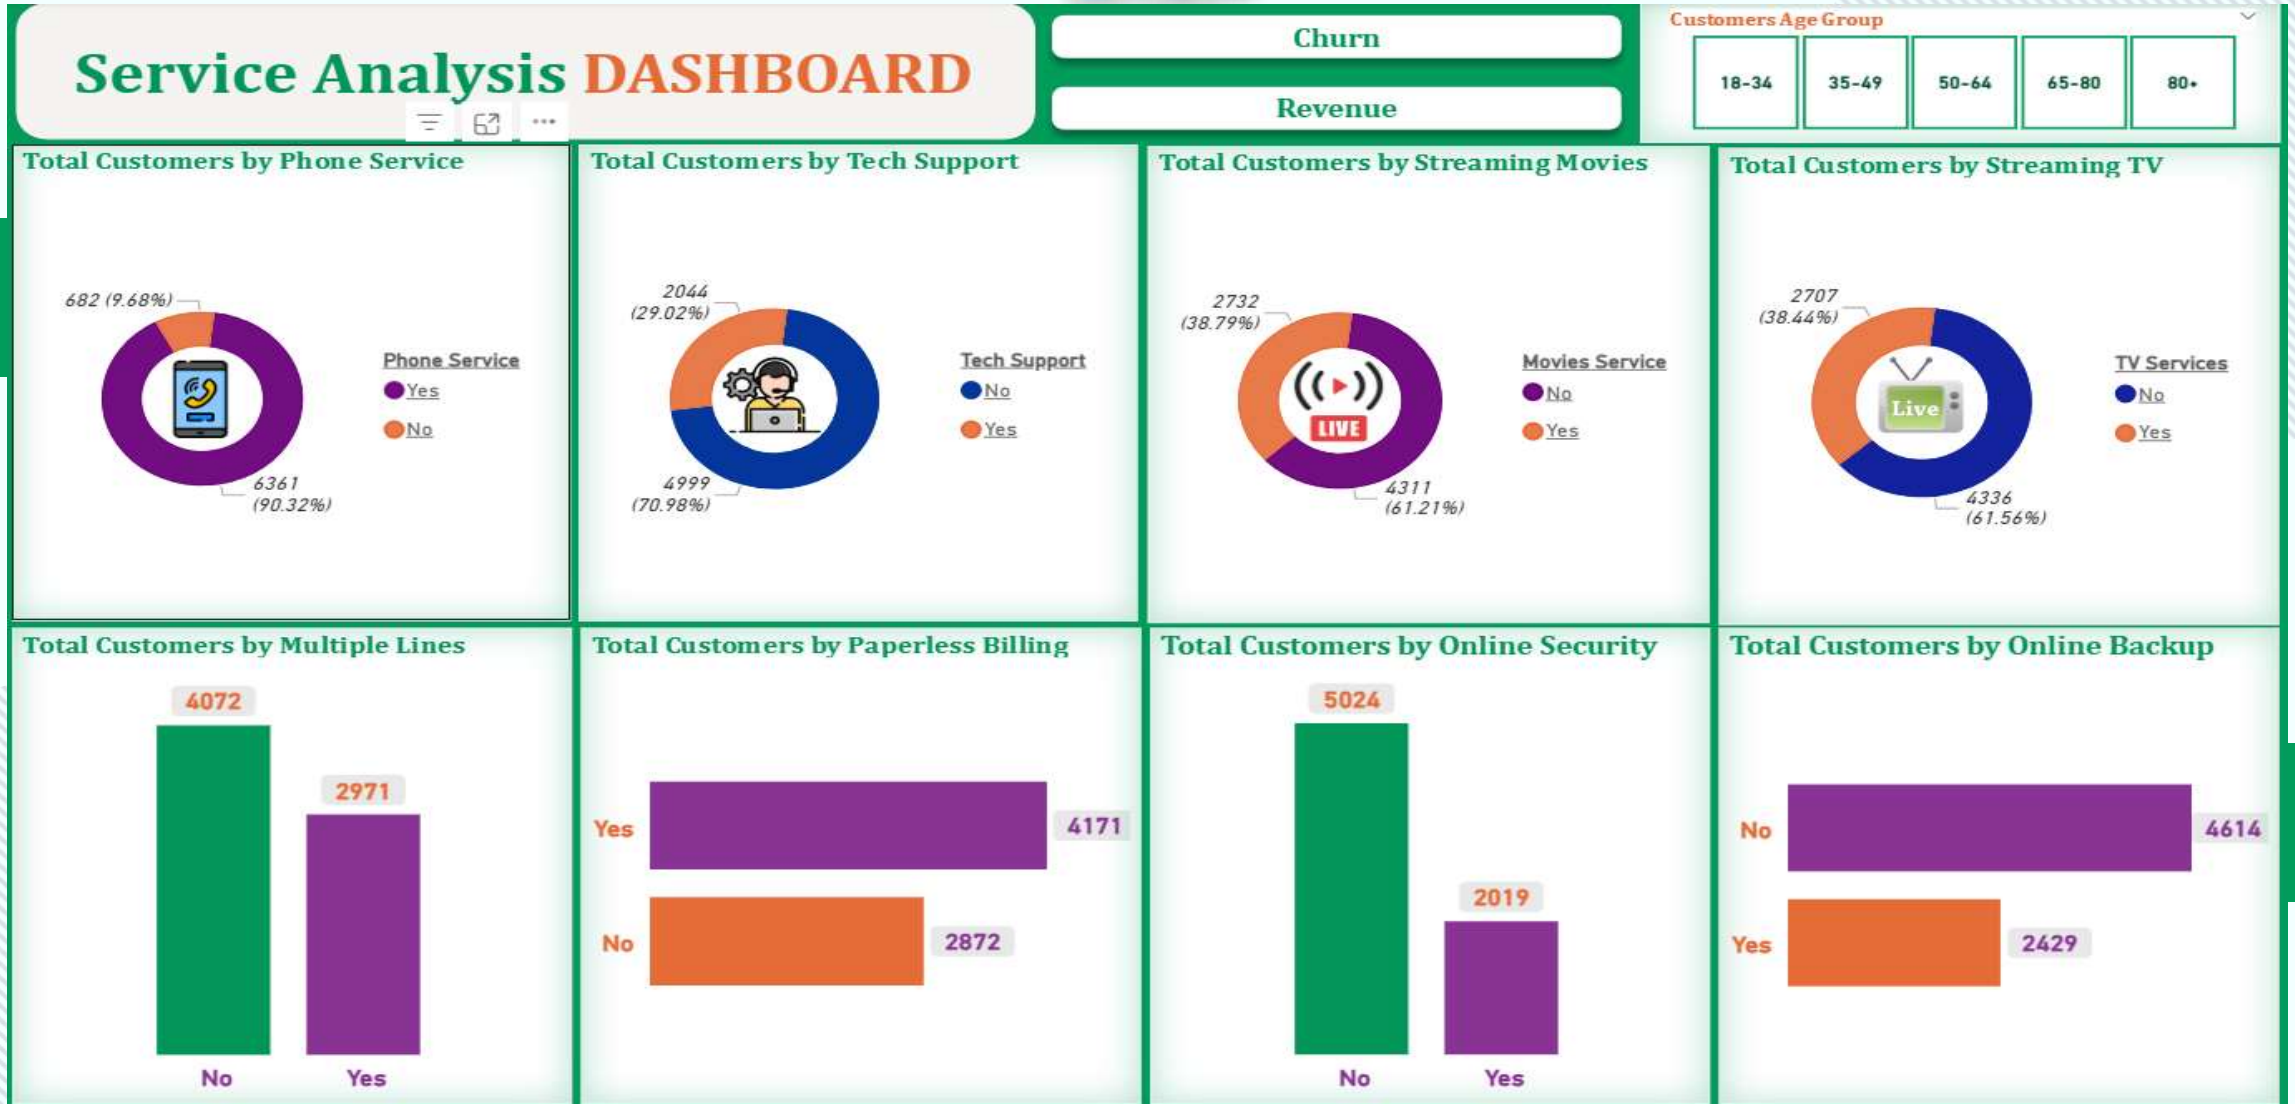 Service Analysis DASHBOARD
Churn
Revenue
Customers Age Group
18-34
35-49
50-64
65-80
80+
Total Customers by Phone Service
682 (9.68%)
6361
(90.32%)
Phone Service
Yes
No
Total Customers by Tech Support
2044
(29.02%)
4999
(70.98%)
Tech Support
No
Yes
Total Customers by Streaming Movies
2732
(38.79%)
LIVE
4311
(61.21%)
Movies Service
No
Yes
Total Customers by Streaming TV
2707
(38.44%)
Live
4336
(61.56%)
TV Services
No
Yes
Total Customers by Multiple Lines
4072
2971
No
Yes
Total Customers by Paperless Billing
Yes
4171
No
2872
Total Customers by Online Security
5024
2019
No
Yes
Total Customers by Online Backup
No
4614
Yes
2429